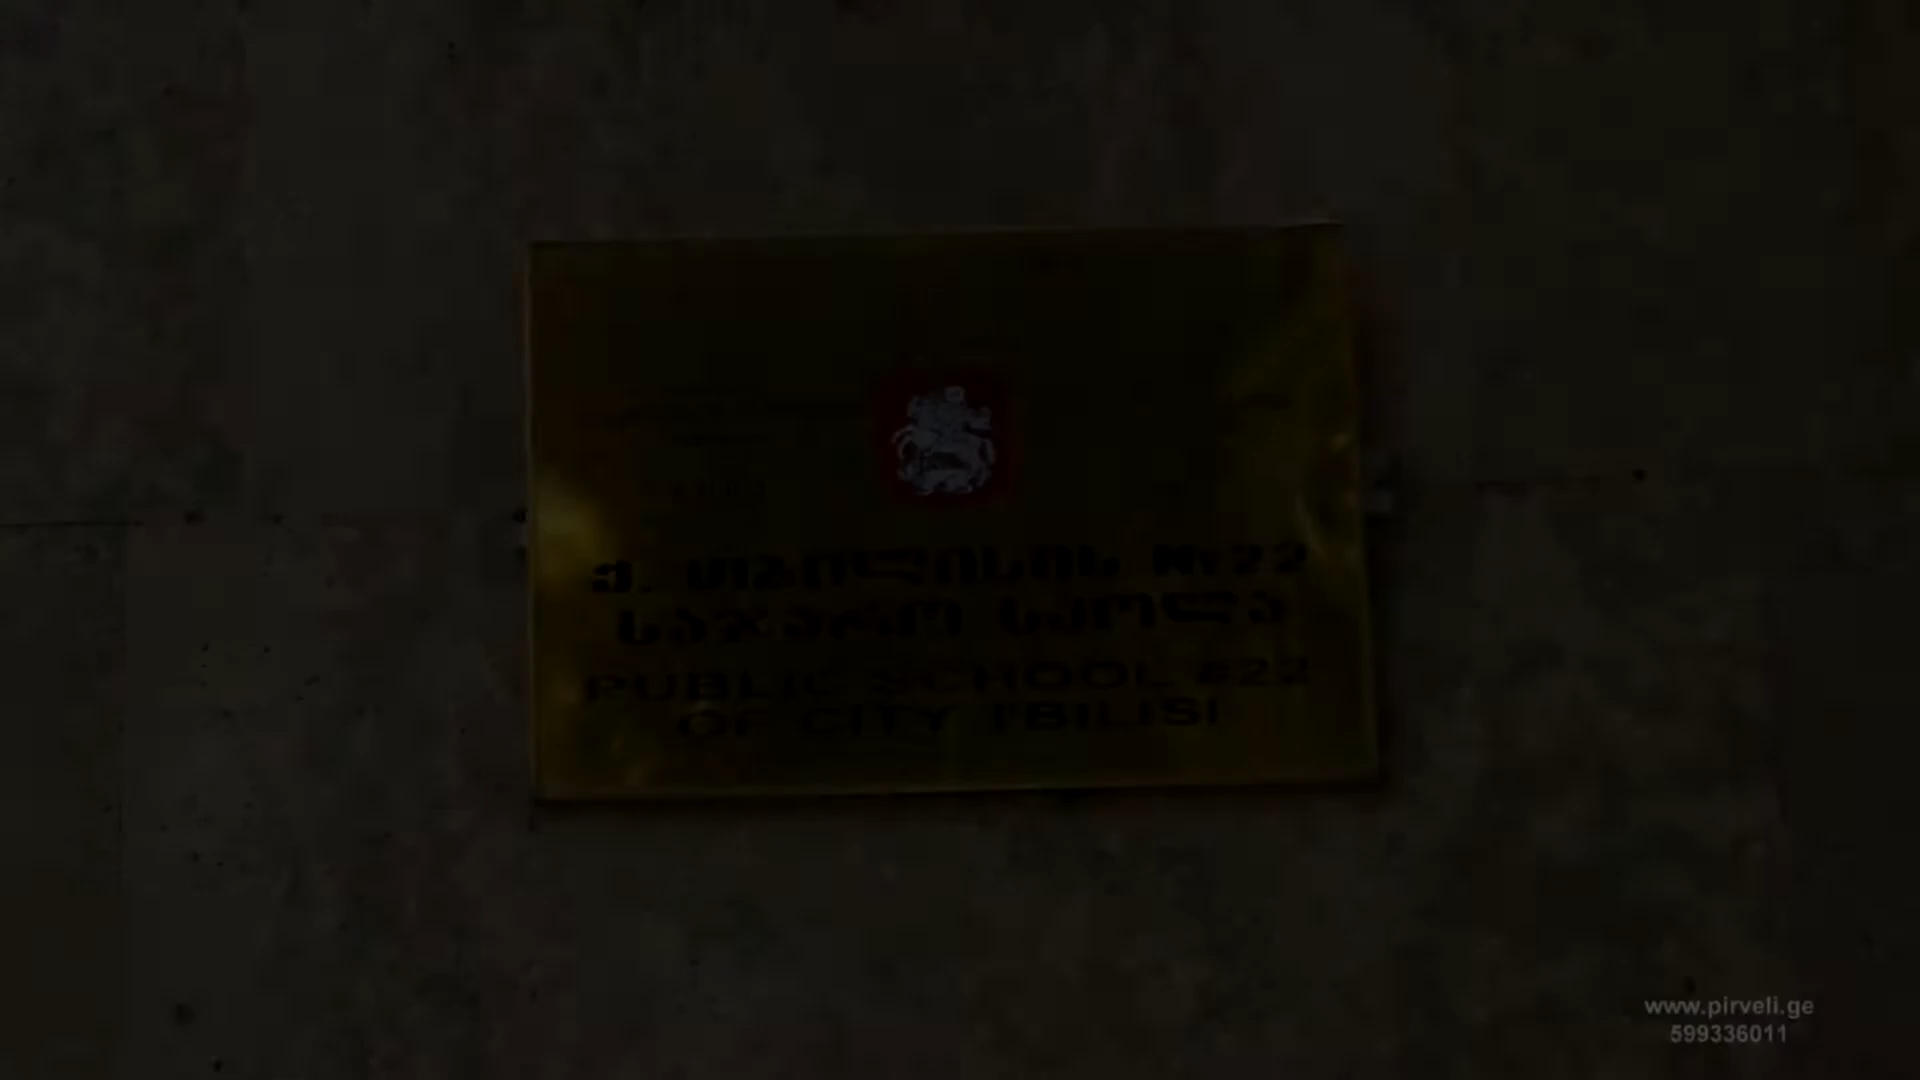 ქ. თბილისის №22
საჯარო სკოლა
PUBLIC SCHOOL #22
OF CITY TBILISI
www.pirveli.ge
599336011